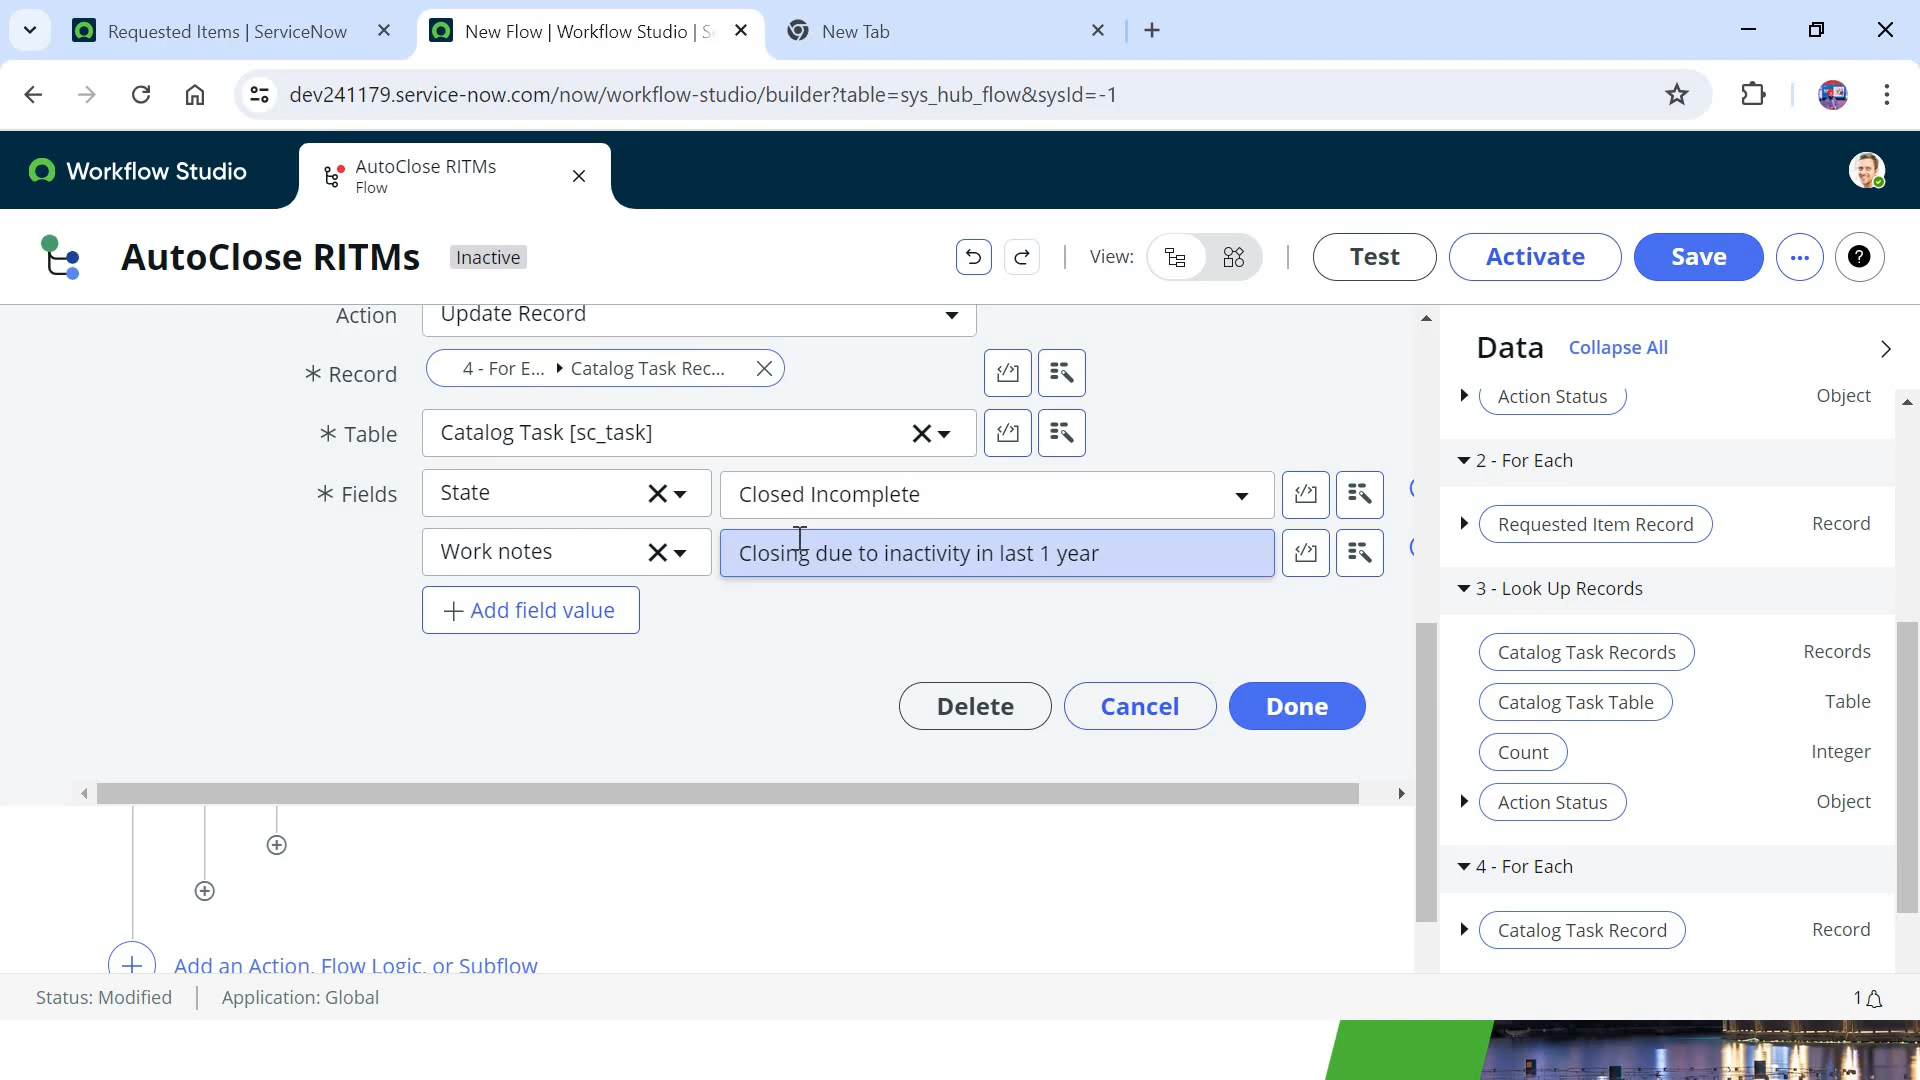 Requested Items | ServiceNow
New Flow | Workflow Studio | S
New Tab
dev241179.service-now.com/now/workflow-studio/builder?table=sys_hub_flow&sysId=-1
Workflow Studio
AutoClose RITMs
Flow
AutoClose RITMs
Inactive
View:
Test
Activate
Save
Action
Update Record
* Record
4 - For E...
Catalog Task Rec...
* Table
Catalog Task [sc_task]
* Fields
State
Closed Incomplete
Work notes
Closing due to inactivity in last 1 year
+ Add field value
Delete
Cancel
Done
Add an Action, Flow Logic, or Subflow
Data
Collapse All
Action Status
Object
2 - For Each
Requested Item Record
Record
3 - Look Up Records
Catalog Task Records
Records
Catalog Task Table
Table
Count
Integer
Action Status
Object
4 - For Each
Catalog Task Record
Record
Status: Modified
Application: Global
1